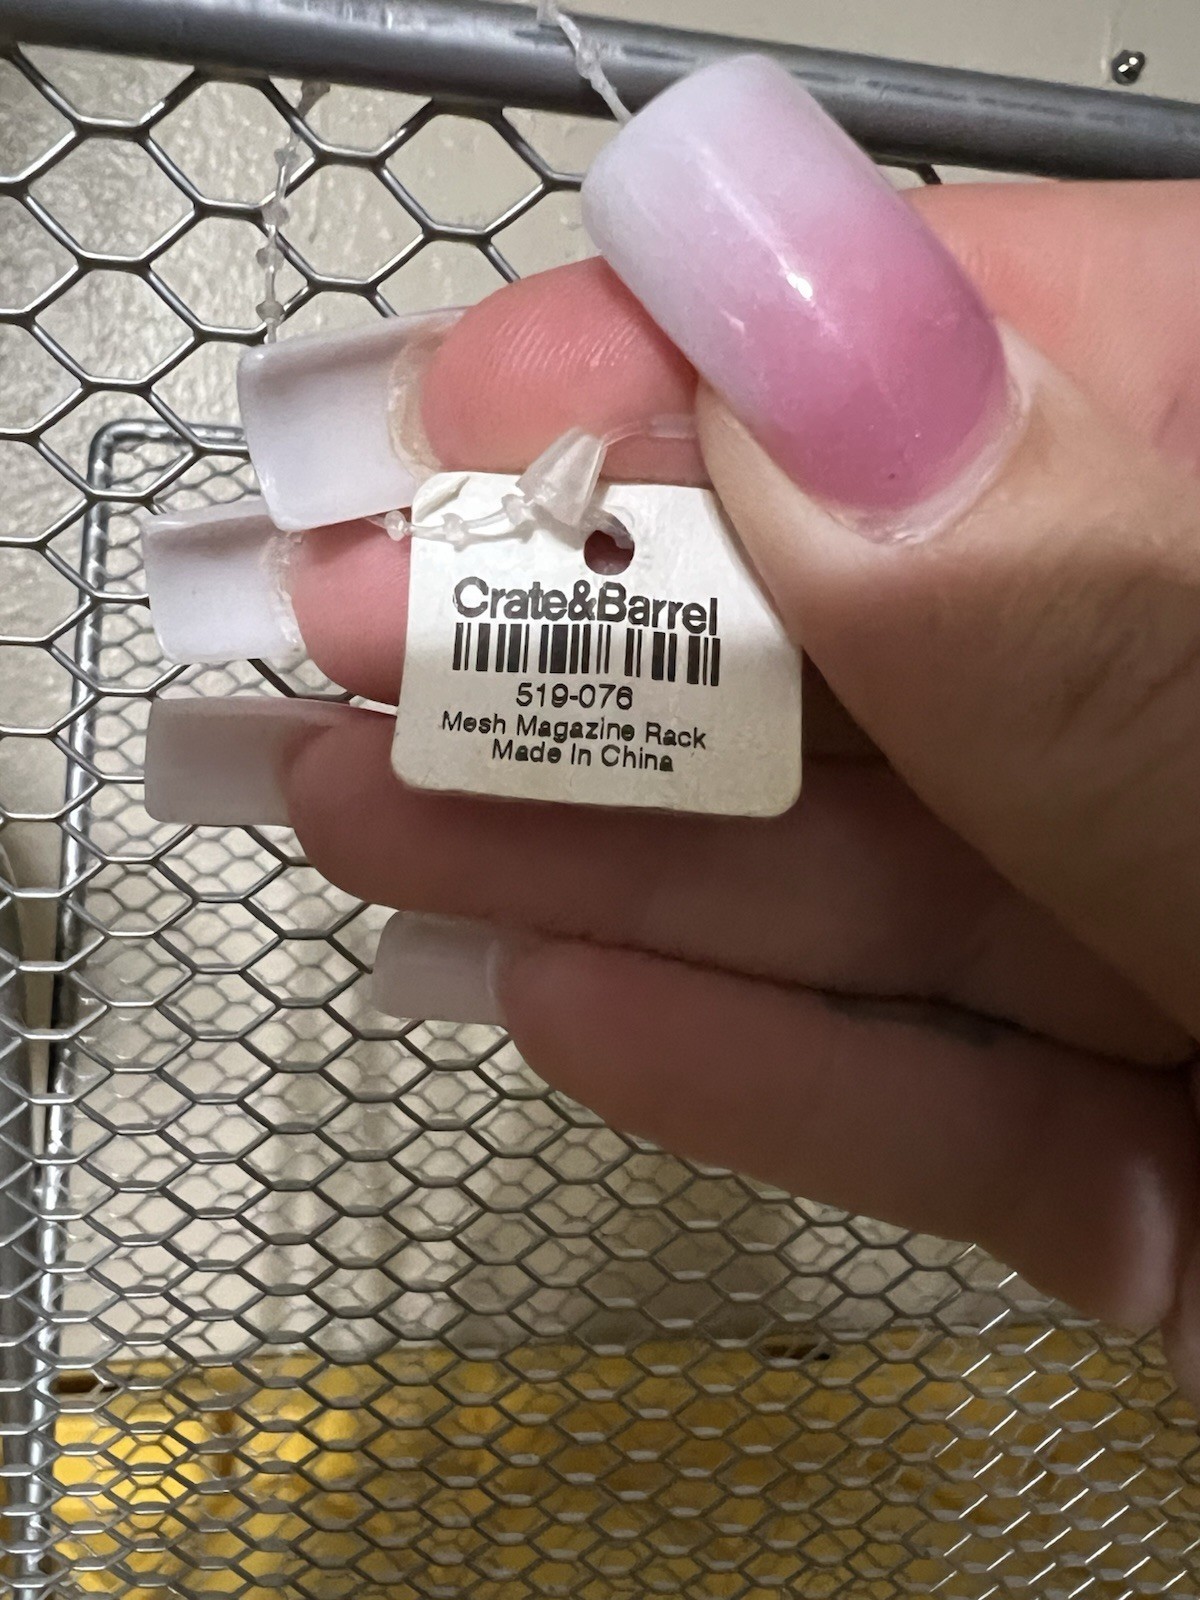 Crate&Barrel
519-076
Mesh Magazine Rack
Made In China